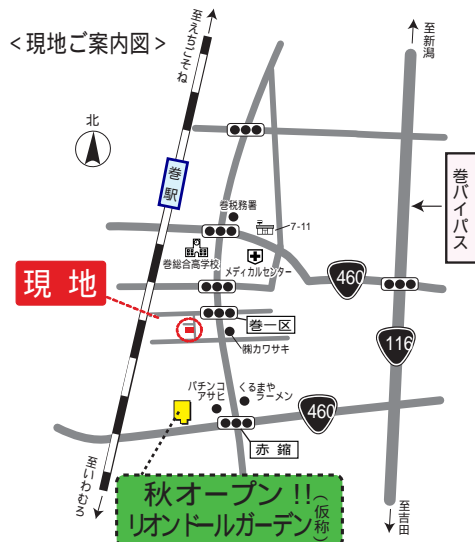 <現地ご案内図>
至えちごそね
至新潟
北
巻駅
巻バイパス
巻税務署
7-11
巻総合高学校
メディカルセンター
460
現 地
巻一区
㈱カワサキ
116
パチンコ
アサヒ
くるまや
ラーメン
460
赤 鏥
至いわむろ
秋オープン!!
リオンドールガーデン(仮称)
至吉田